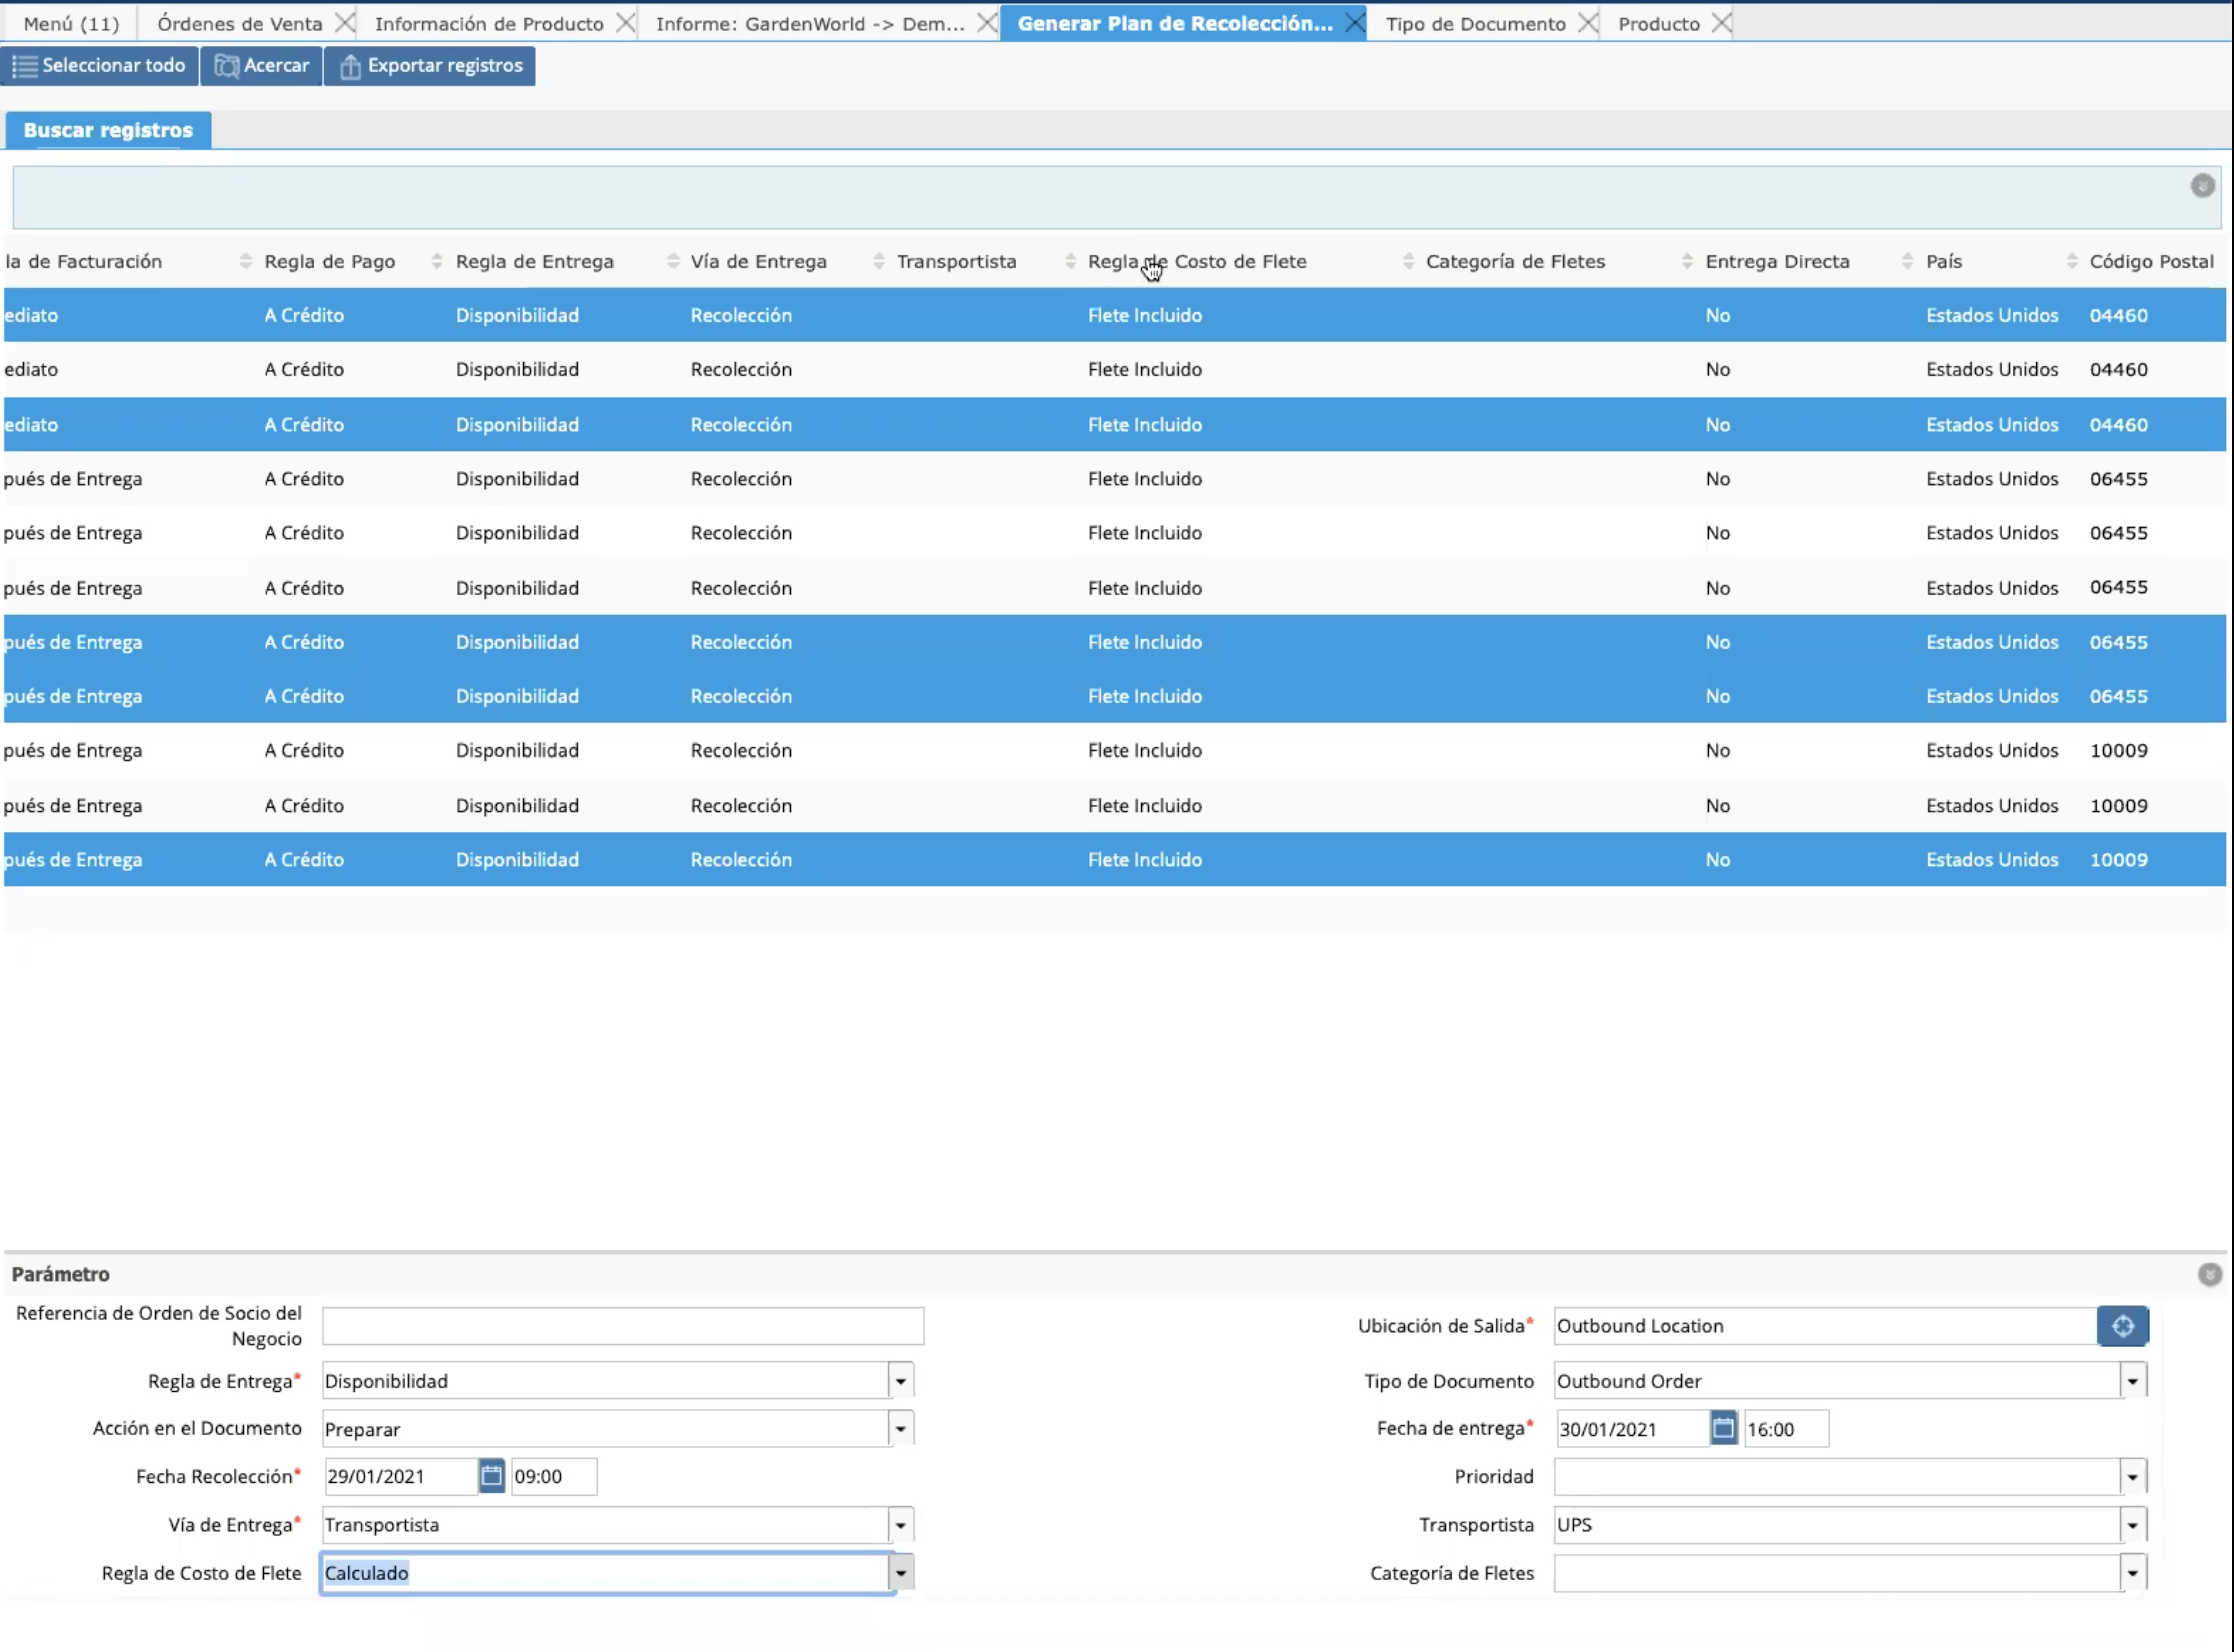 Menú (11) Órdenes de Venta Información de Producto Informe: GardenWorld -> Dem... Generar Plan de Recolección... Tipo de Documento Producto
Seleccionar todo Acercar Exportar registros
Buscar registros
la de Facturación Regla de Pago Regla de Entrega Vía de Entrega Transportista Regla de Costo de Flete Categoría de Fletes Entrega Directa País Código Postal
ediato A Crédito Disponibilidad Recolección Flete Incluido No Estados Unidos 04460
ediato A Crédito Disponibilidad Recolección Flete Incluido No Estados Unidos 04460
ediato A Crédito Disponibilidad Recolección Flete Incluido No Estados Unidos 04460
pués de Entrega A Crédito Disponibilidad Recolección Flete Incluido No Estados Unidos 06455
pués de Entrega A Crédito Disponibilidad Recolección Flete Incluido No Estados Unidos 06455
pués de Entrega A Crédito Disponibilidad Recolección Flete Incluido No Estados Unidos 06455
pués de Entrega A Crédito Disponibilidad Recolección Flete Incluido No Estados Unidos 06455
pués de Entrega A Crédito Disponibilidad Recolección Flete Incluido No Estados Unidos 06455
pués de Entrega A Crédito Disponibilidad Recolección Flete Incluido No Estados Unidos 10009
pués de Entrega A Crédito Disponibilidad Recolección Flete Incluido No Estados Unidos 10009
pués de Entrega A Crédito Disponibilidad Recolección Flete Incluido No Estados Unidos 10009
Parámetro
Referencia de Orden de Socio del
Negocio
Ubicación de Salida* Outbound Location
Regla de Entrega* Disponibilidad Tipo de Documento Outbound Order
Acción en el Documento Preparar Fecha de entrega* 30/01/2021 16:00
Fecha Recolección* 29/01/2021 09:00 Prioridad
Vía de Entrega* Transportista Transportista UPS
Regla de Costo de Flete Calculado Categoría de Fletes